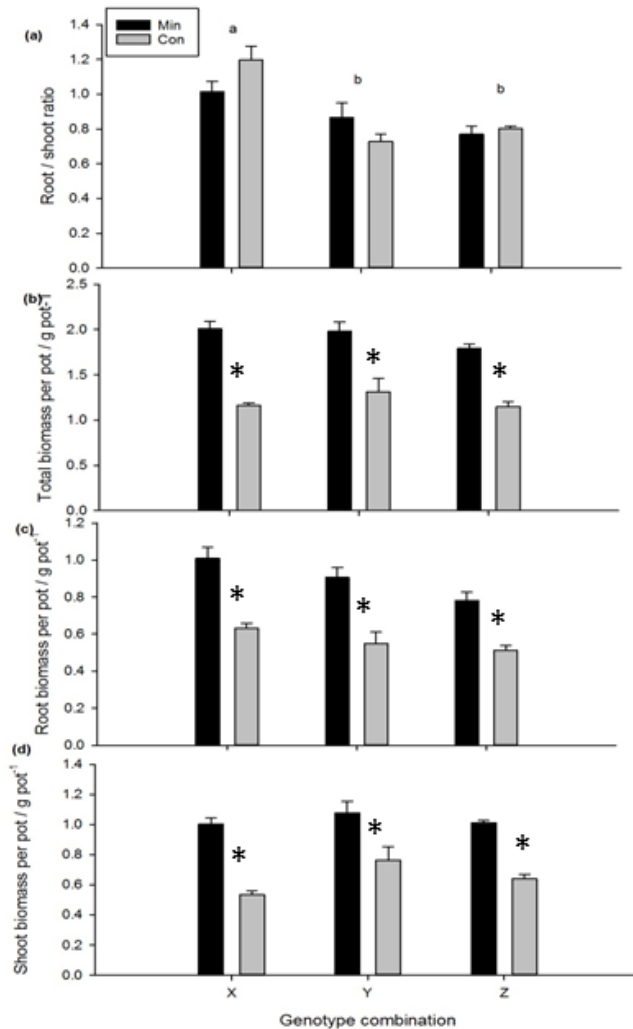 (a)
Min
Con
Root / shoot ratio
1.4
1.2
1.0
0.8
0.6
0.4
0.2
0.0
a
b
b
(b)
Total biomass per pot / g pot-1
2.5
2.0
1.5
1.0
0.5
0.0
*
*
*
(c)
Root biomass per pot / g pot⁻¹
1.2
1.0
0.8
0.6
0.4
0.2
0.0
*
*
*
(d)
Shoot biomass per pot / g pot⁻¹
1.4
1.2
1.0
0.8
0.6
0.4
0.2
0.0
*
*
*
X Y Z
Genotype combination